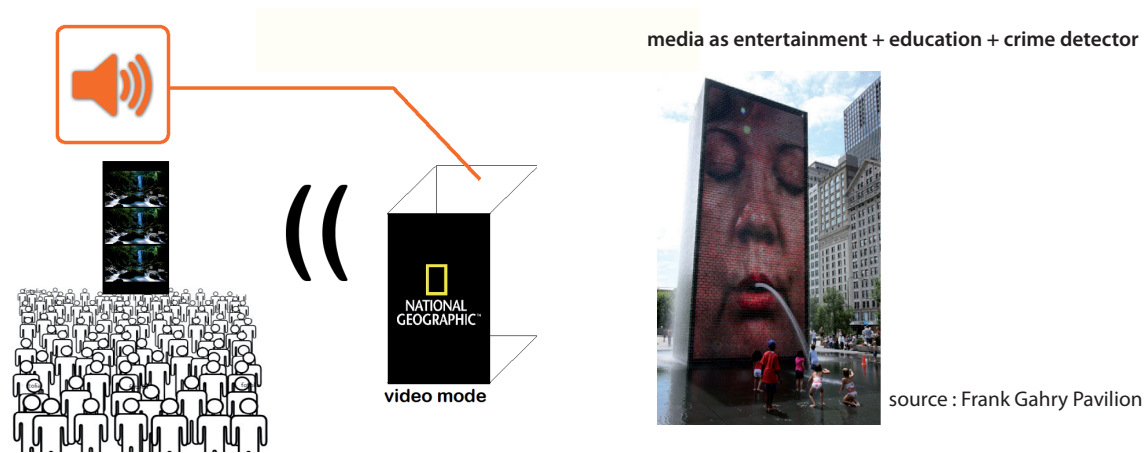 media as entertainment + education + crime detector
NATIONAL
GEOGRAPHIC™
video mode
source : Frank Gahry Pavilion